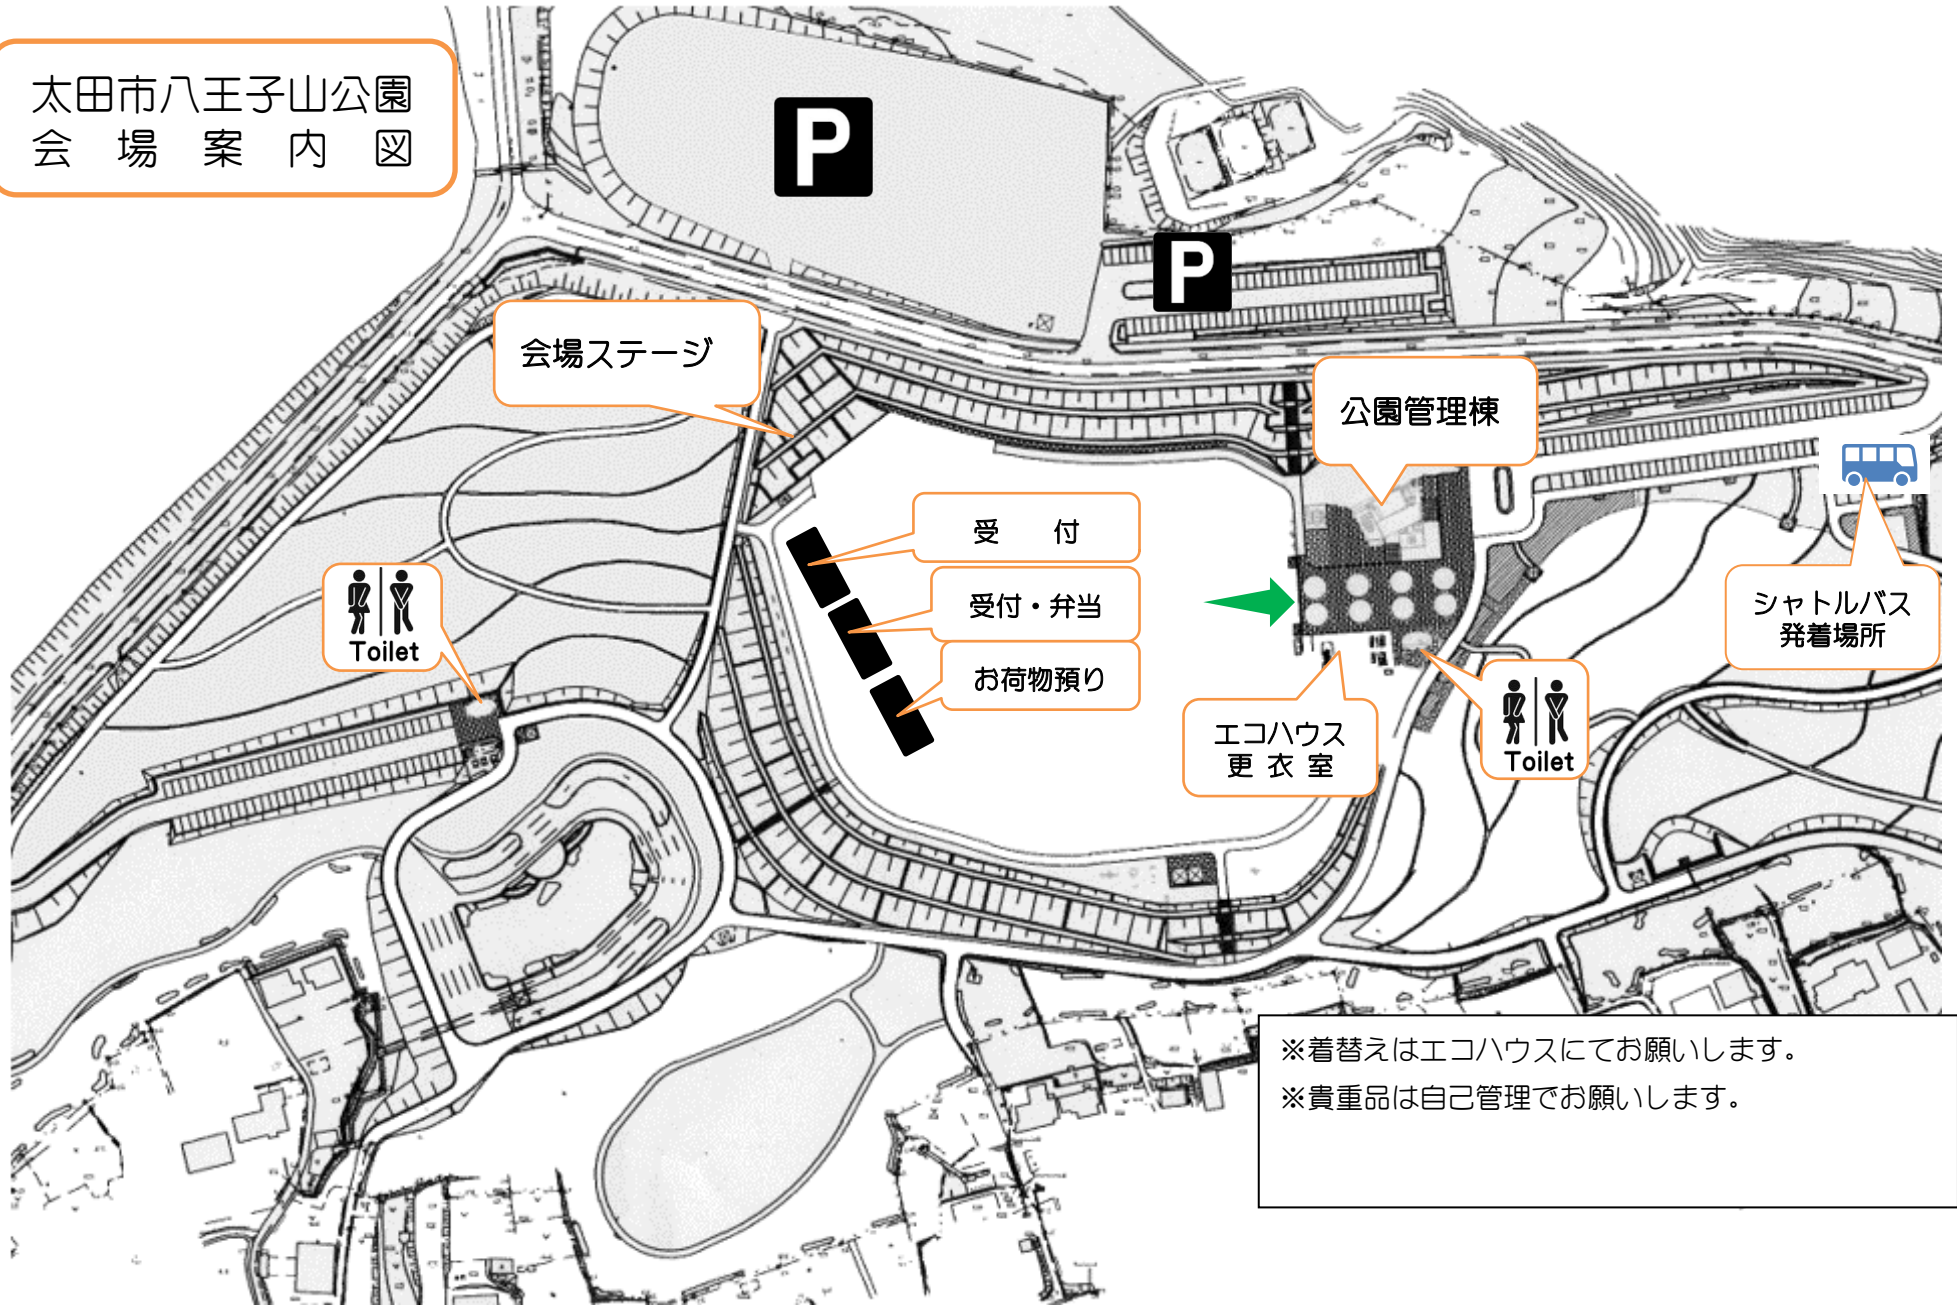 太田市八王子山公園
会場案内図
P
P
会場ステージ
公園管理棟
受付
受付・弁当
お荷物預り
Toilet
シャトルバス
発着場所
エコハウス
更衣室
Toilet
※着替えはエコハウスにてお願いします。
※貴重品は自己管理でお願いします。